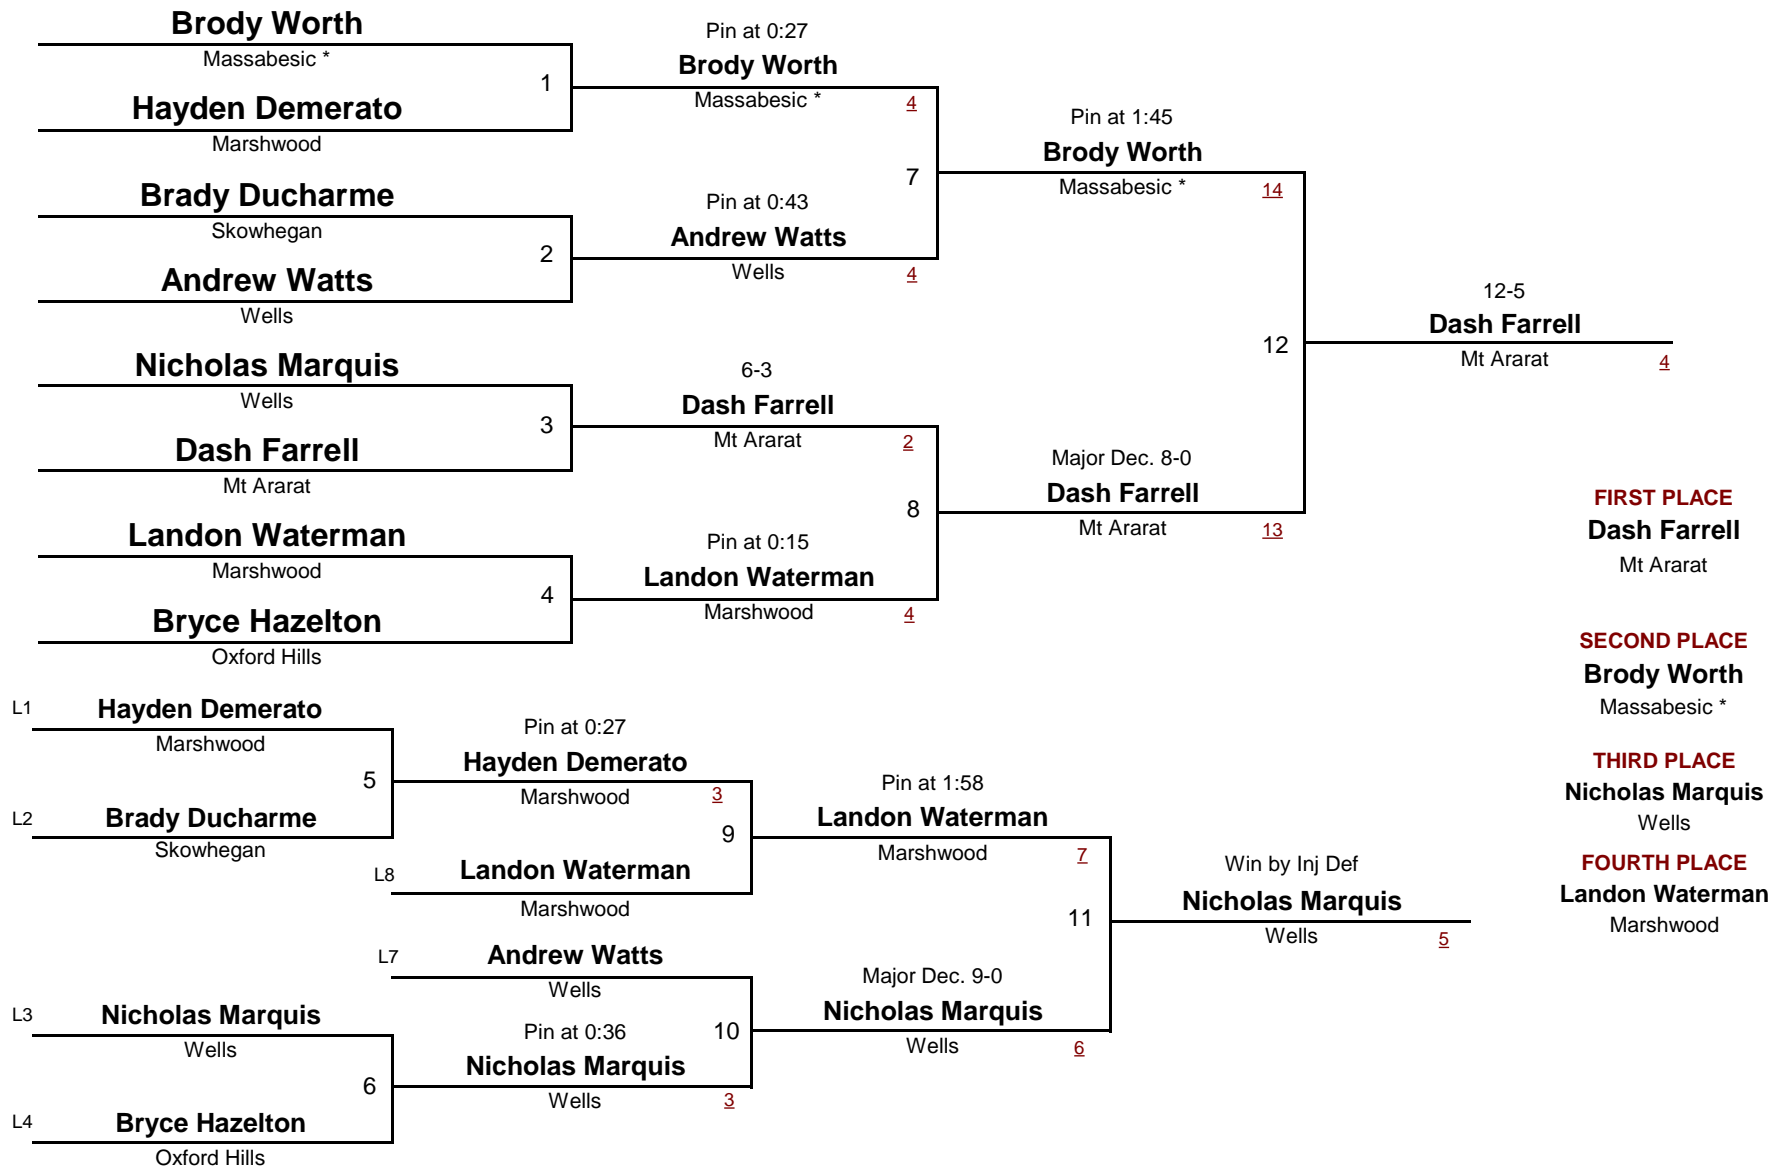 Brody Worth
Massabesic *
1
Hayden Demerato
Marshwood
Brady Ducharme
Skowhegan
2
Andrew Watts
Wells
Nicholas Marquis
Wells
3
Dash Farrell
Mt Ararat
Landon Waterman
Marshwood
4
Bryce Hazelton
Oxford Hills
Pin at 0:27
Brody Worth
Massabesic *
4
7
Pin at 0:43
Andrew Watts
Wells
4
6-3
Dash Farrell
Mt Ararat
2
8
Pin at 0:15
Landon Waterman
Marshwood
4
Pin at 1:45
Brody Worth
Massabesic *
14
12
Major Dec. 8-0
Dash Farrell
Mt Ararat
13
12-5
Dash Farrell
Mt Ararat
4
L1
Hayden Demerato
Marshwood
5
L2
Brady Ducharme
Skowhegan
L3
Nicholas Marquis
Wells
6
L4
Bryce Hazelton
Oxford Hills
Pin at 0:27
Hayden Demerato
Marshwood
3
9
L8
Landon Waterman
Marshwood
L7
Andrew Watts
Wells
10
Pin at 0:36
Nicholas Marquis
Wells
3
Pin at 1:58
Landon Waterman
Marshwood
7
11
Major Dec. 9-0
Nicholas Marquis
Wells
6
Win by Inj Def
Nicholas Marquis
Wells
5
FIRST PLACE
Dash Farrell
Mt Ararat
SECOND PLACE
Brody Worth
Massabesic *
THIRD PLACE
Nicholas Marquis
Wells
FOURTH PLACE
Landon Waterman
Marshwood